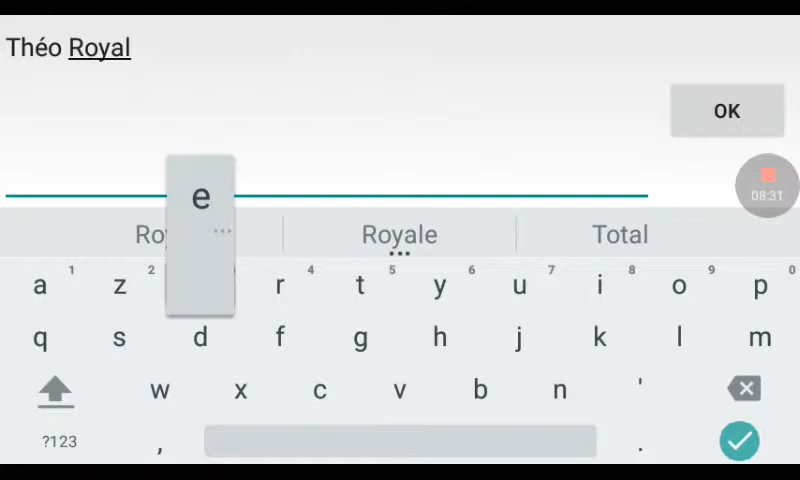 Théo Royal
OK
e
08:31
Royale
Total
a 1 z 2 r 4 t 5 y 6 u 7 i 8 o 9 p 0
q s d f g h j k l m
w x c v b n '
?123 , .